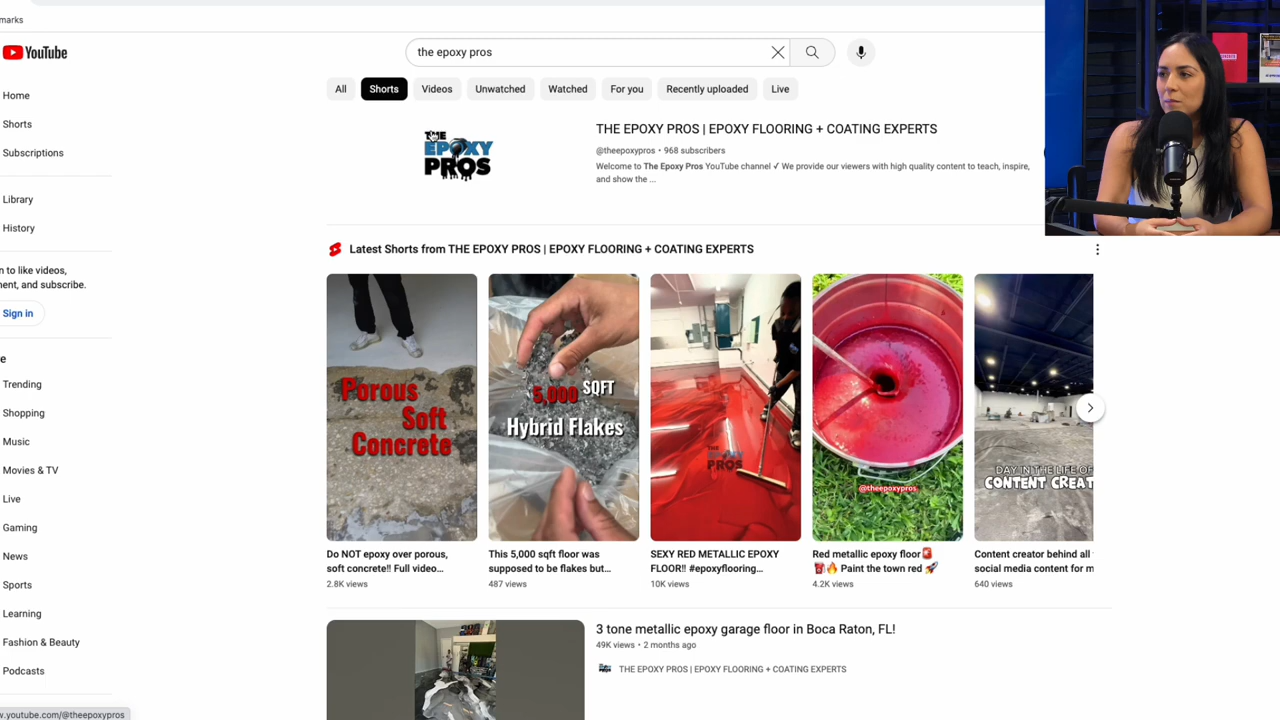 marks
YouTube
the epoxy pros
Home
Shorts
Subscriptions
Library
History
n to like videos,
ment, and subscribe.
Sign in
e
Trending
Shopping
Music
Movies & TV
Live
Gaming
News
Sports
Learning
Fashion & Beauty
Podcasts
w.youtube.com/@theepoxypros
All
Shorts
Videos
Unwatched
Watched
For you
Recently uploaded
Live
THE
EPOXY
PROS
THE EPOXY PROS | EPOXY FLOORING + COATING EXPERTS
@theepoxypros • 968 subscribers
Welcome to The Epoxy Pros YouTube channel ✓ We provide our viewers with high quality content to teach, inspire,
and show the ...
Latest Shorts from THE EPOXY PROS | EPOXY FLOORING + COATING EXPERTS
Porous
Soft
Concrete
Do NOT epoxy over porous,
soft concrete!! Full video...
2.8K views
5,000 SQFT
Hybrid Flakes
This 5,000 sqft floor was
supposed to be flakes but...
487 views
THE
EPOXY
PROS
SEXY RED METALLIC EPOXY
FLOOR!! #epoxyflooring...
10K views
@theepoxypros
Red metallic epoxy floor🚨
🥫🔥 Paint the town red 🚀
4.2K views
DAY IN THE LIFE OF
CONTENT CREAT
Content creator behind all
social media content for m
640 views
3 tone metallic epoxy garage floor in Boca Raton, FL!
49K views • 2 months ago
THE EPOXY PROS | EPOXY FLOORING + COATING EXPERTS